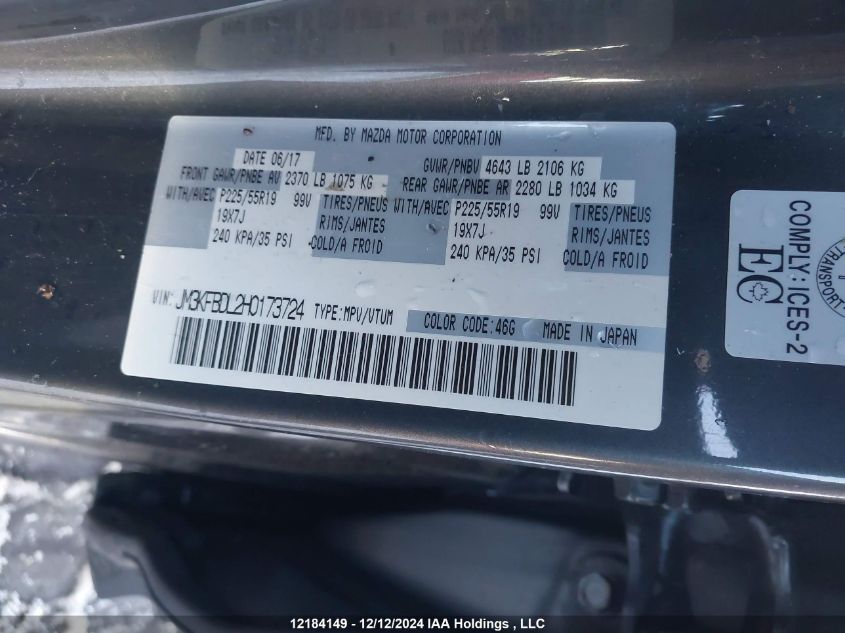 MFD. BY MAZDA MOTOR CORPORATION
DATE 06/17 GVWR/PNBV 4643 LB 2106 KG
FRONT GAWR/PNBE AV 2370 LB 1075 KG REAR GAWR/PNBE AR 2280 LB 1034 KG
WITH/AVEC P225/55R19 99V TIRES/PNEUS WITH/AVEC P225/55R19 99V TIRES/PNEUS
19X7J RIMS/JANTES 19X7J RIMS/JANTES
240 KPA/35 PSI COLD/A FROID 240 KPA/35 PSI COLD/A FROID
VIN: JM3KFBDL2H0173724 TYPE:MPV/VTUM COLOR CODE:46G MADE IN JAPAN
COMPLY: ICES-2
EC
TRANSPORT
12184149 - 12/12/2024 IAA Holdings , LLC